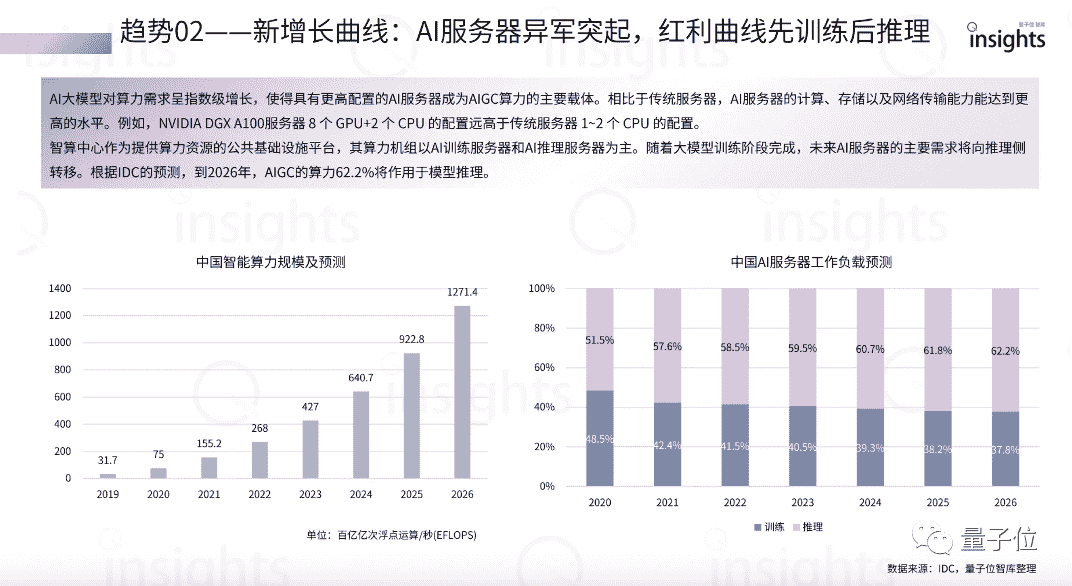 趋势02——新增长曲线：AI服务器异军突起，红利曲线先训练后推理
量子位智库
insights
AI大模型对算力需求呈指数级增长，使得具有更高配置的AI服务器成为AIGC算力的主要载体。相比于传统服务器，AI服务器的计算、存储以及网络传输能力能达到更
高的水平。例如，NVIDIA DGX A100服务器 8 个 GPU+2 个 CPU 的配置远高于传统服务器 1~2 个 CPU 的配置。
智算中心作为提供算力资源的公共基础设施平台，其算力机组以AI训练服务器和AI推理服务器为主。随着大模型训练阶段完成，未来AI服务器的主要需求将向推理侧
转移。根据IDC的预测，到2026年，AIGC的算力62.2%将作用于模型推理。
中国智能算力规模及预测
1400
1200
1000
800
600
400
200
0
31.7
75
155.2
268
427
640.7
922.8
1271.4
2019 2020 2021 2022 2023 2024 2025 2026
单位：百亿亿次浮点运算/秒(EFLOPS)
中国AI服务器工作负载预测
100%
80%
60%
40%
20%
0%
51.5% 57.6% 58.5% 59.5% 60.7% 61.8% 62.2%
48.5% 42.4% 41.5% 40.5% 39.3% 38.2% 37.8%
2020 2021 2022 2023 2024 2025 2026
训练 推理
量子位
数据来源：IDC，量子位智库整理